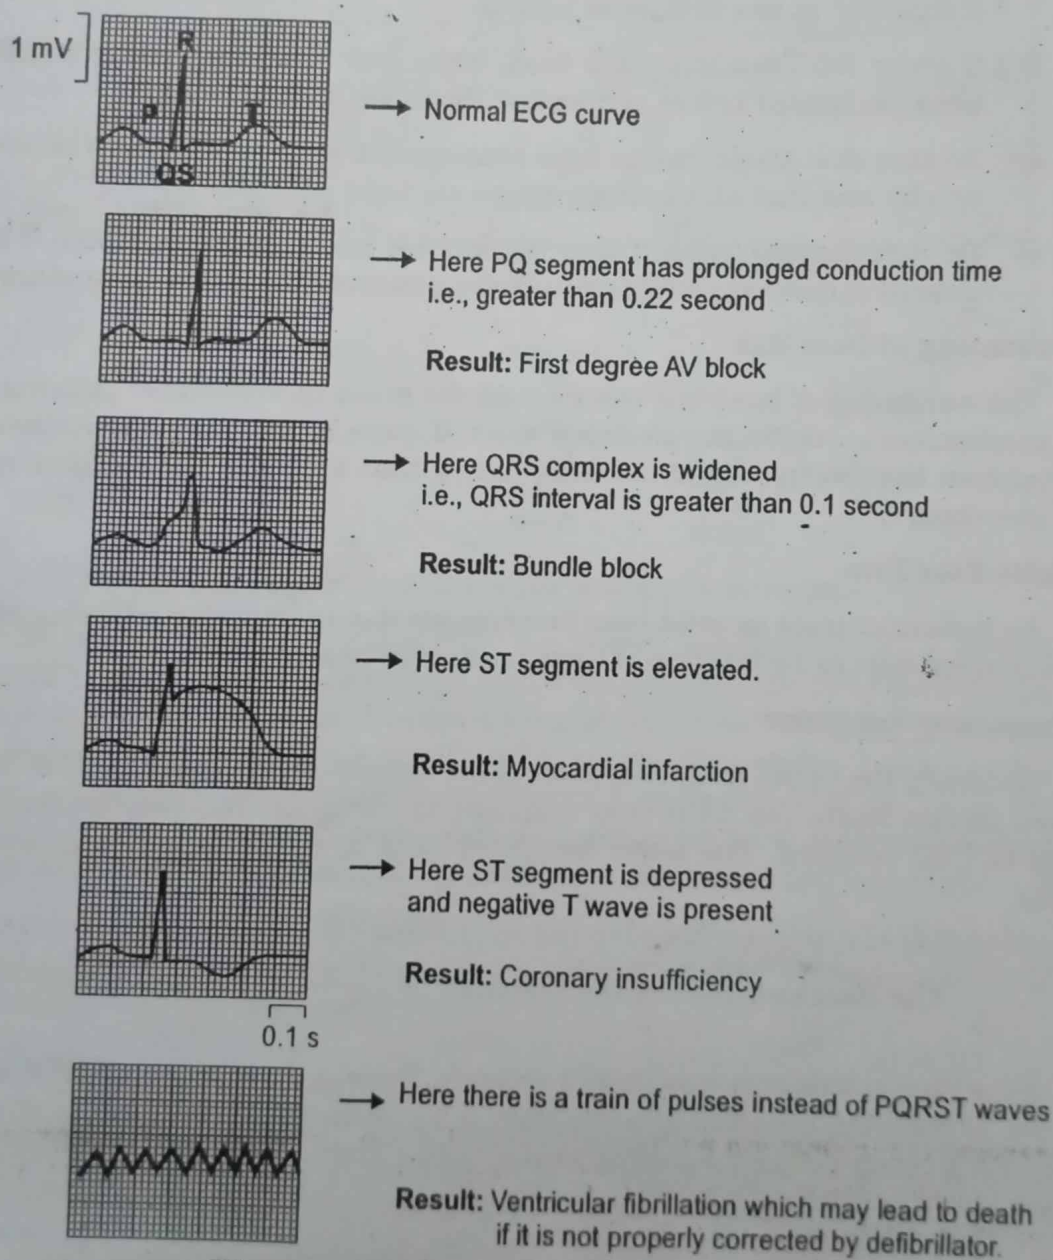 1 mV
R
P
T
QS
→ Normal ECG curve
→ Here PQ segment has prolonged conduction time
i.e., greater than 0.22 second
Result: First degree AV block
→ Here QRS complex is widened
i.e., QRS interval is greater than 0.1 second
Result: Bundle block
→ Here ST segment is elevated.
Result: Myocardial infarction
→ Here ST segment is depressed
and negative T wave is present
Result: Coronary insufficiency
0.1 s
→ Here there is a train of pulses instead of PQRST waves
Result: Ventricular fibrillation which may lead to death
if it is not properly corrected by defibrillator.